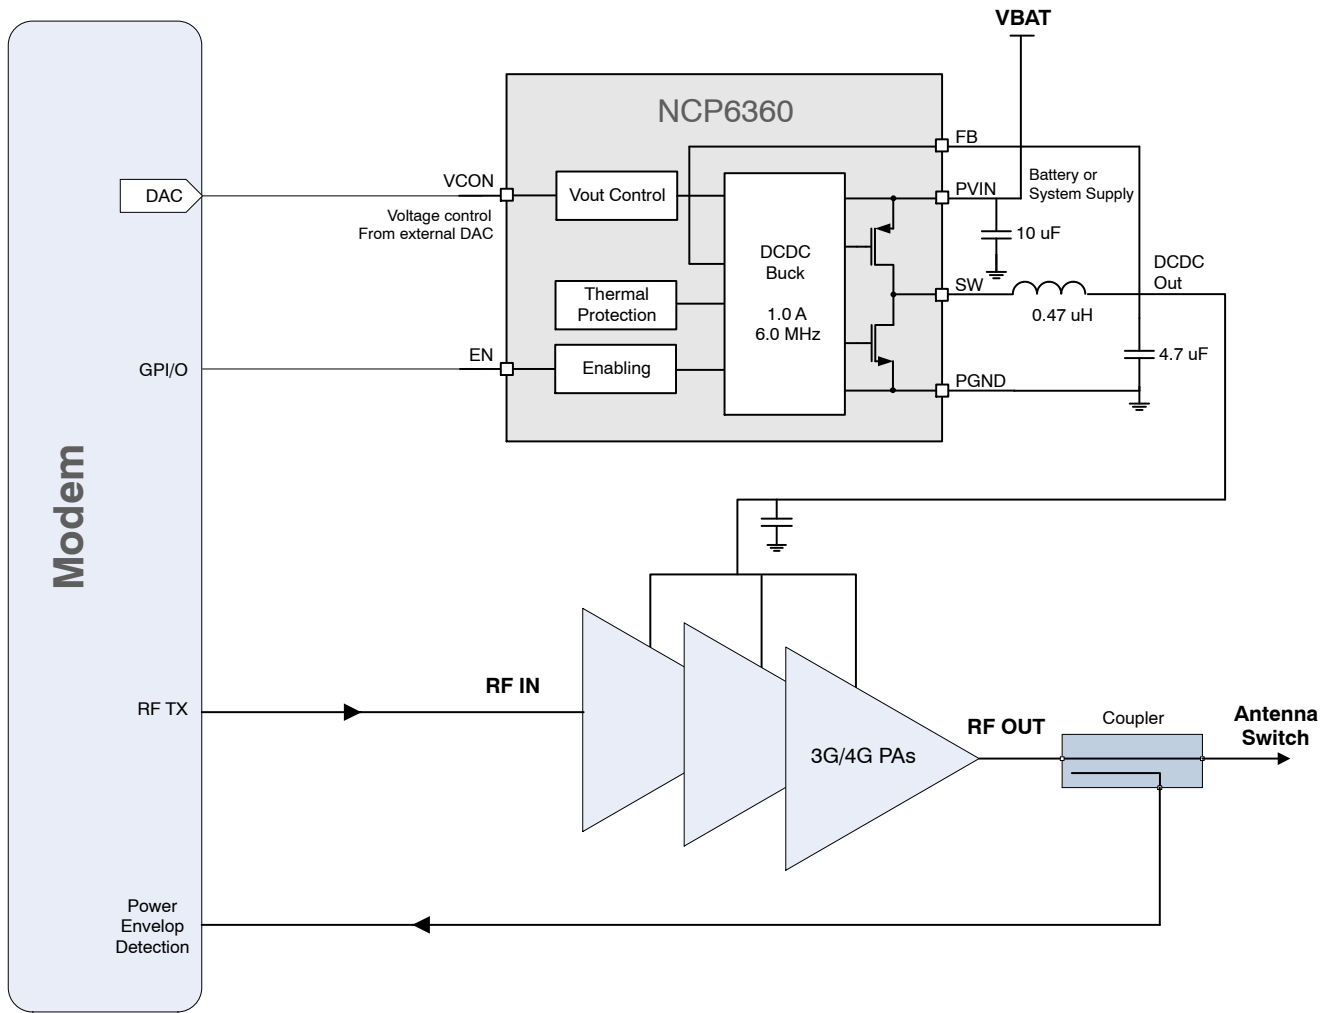 VBAT
NCP6360
FB
DAC
VCON
Voltage control
From external DAC
Vout Control
PVIN
Battery or
System Supply
10 uF
DCDC
Buck
1.0 A
6.0 MHz
Thermal
Protection
SW
0.47 uH
DCDC
Out
GPI/O
EN
Enabling
PGND
4.7 uF
Modem
RF TX
RF IN
3G/4G PAs
RF OUT
Coupler
Antenna
Switch
Power
Envelop
Detection